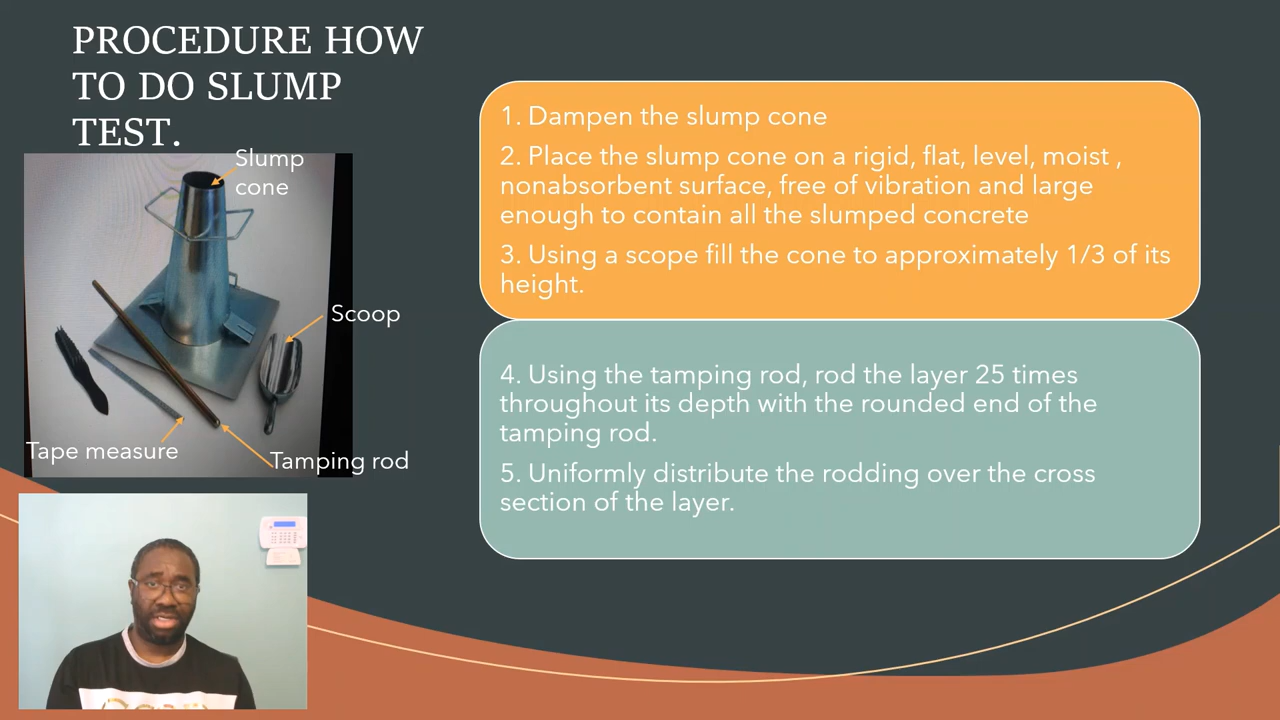 PROCEDURE HOW
TO DO SLUMP
TEST.
Slump
cone
Scoop
Tape measure
Tamping rod
1. Dampen the slump cone
2. Place the slump cone on a rigid, flat, level, moist ,
nonabsorbent surface, free of vibration and large
enough to contain all the slumped concrete
3. Using a scope fill the cone to approximately 1/3 of its
height.
4. Using the tamping rod, rod the layer 25 times
throughout its depth with the rounded end of the
tamping rod.
5. Uniformly distribute the rodding over the cross
section of the layer.